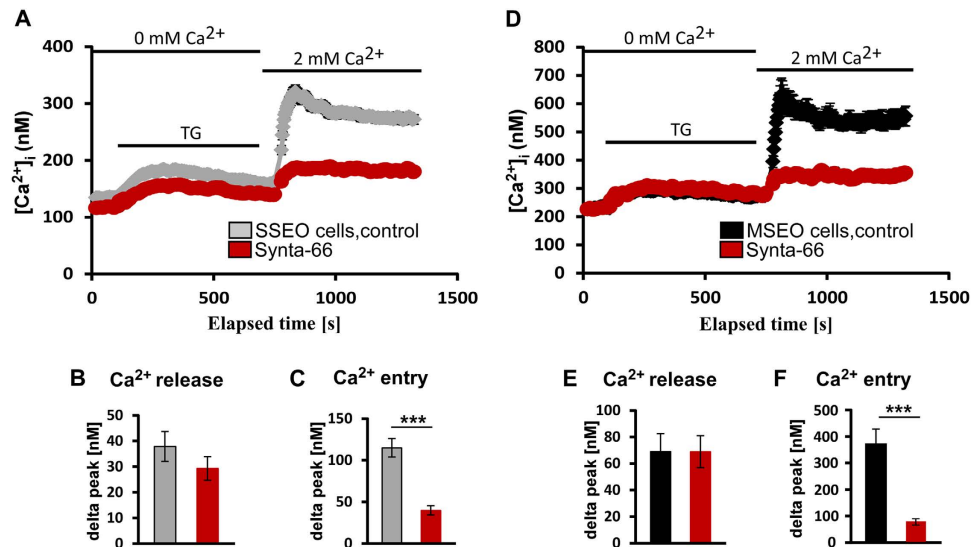 A
0 mM Ca2+
2 mM Ca2+
TG
[Ca2+]i (nM)
400
300
200
100
0
SSEO cells,control
Synta-66
0
500
1000
1500
Elapsed time [s]
D
0 mM Ca2+
2 mM Ca2+
TG
[Ca2+]i (nM)
800
700
600
500
400
300
200
100
0
MSEO cells,control
Synta-66
0
500
1000
1500
Elapsed time [s]
B Ca2+ release
delta peak [nM]
50
40
30
20
10
0
C Ca2+ entry
delta peak [nM]
150
100
50
0
***
E Ca2+ release
delta peak [nM]
100
80
60
40
20
0
F Ca2+ entry
delta peak [nM]
500
400
300
200
100
0
***